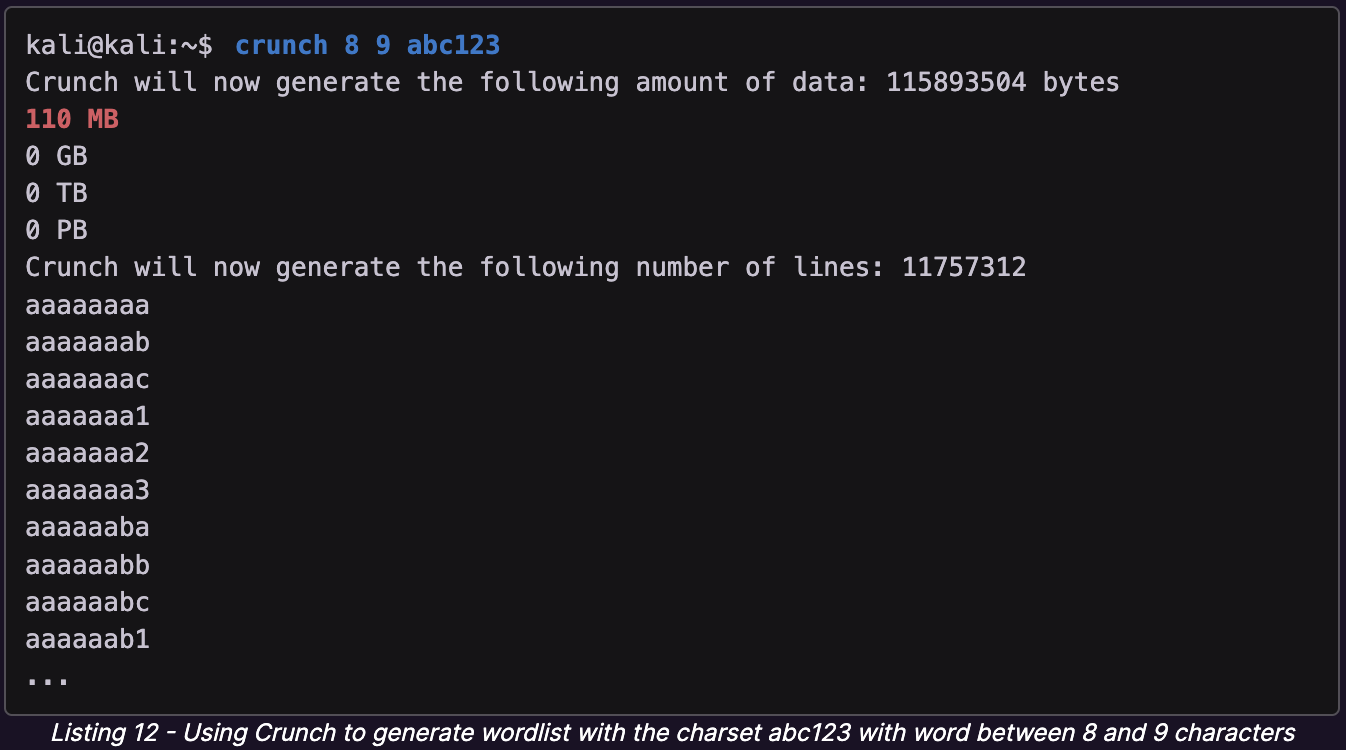 kali@kali:~$ crunch 8 9 abc123
Crunch will now generate the following amount of data: 115893504 bytes
110 MB
0 GB
0 TB
0 PB
Crunch will now generate the following number of lines: 11757312
aaaaaaaa
aaaaaaab
aaaaaaac
aaaaaaa1
aaaaaaa2
aaaaaaa3
aaaaaaba
aaaaaabb
aaaaaabc
aaaaaab1
...
Listing 12 - Using Crunch to generate wordlist with the charset abc123 with word between 8 and 9 characters